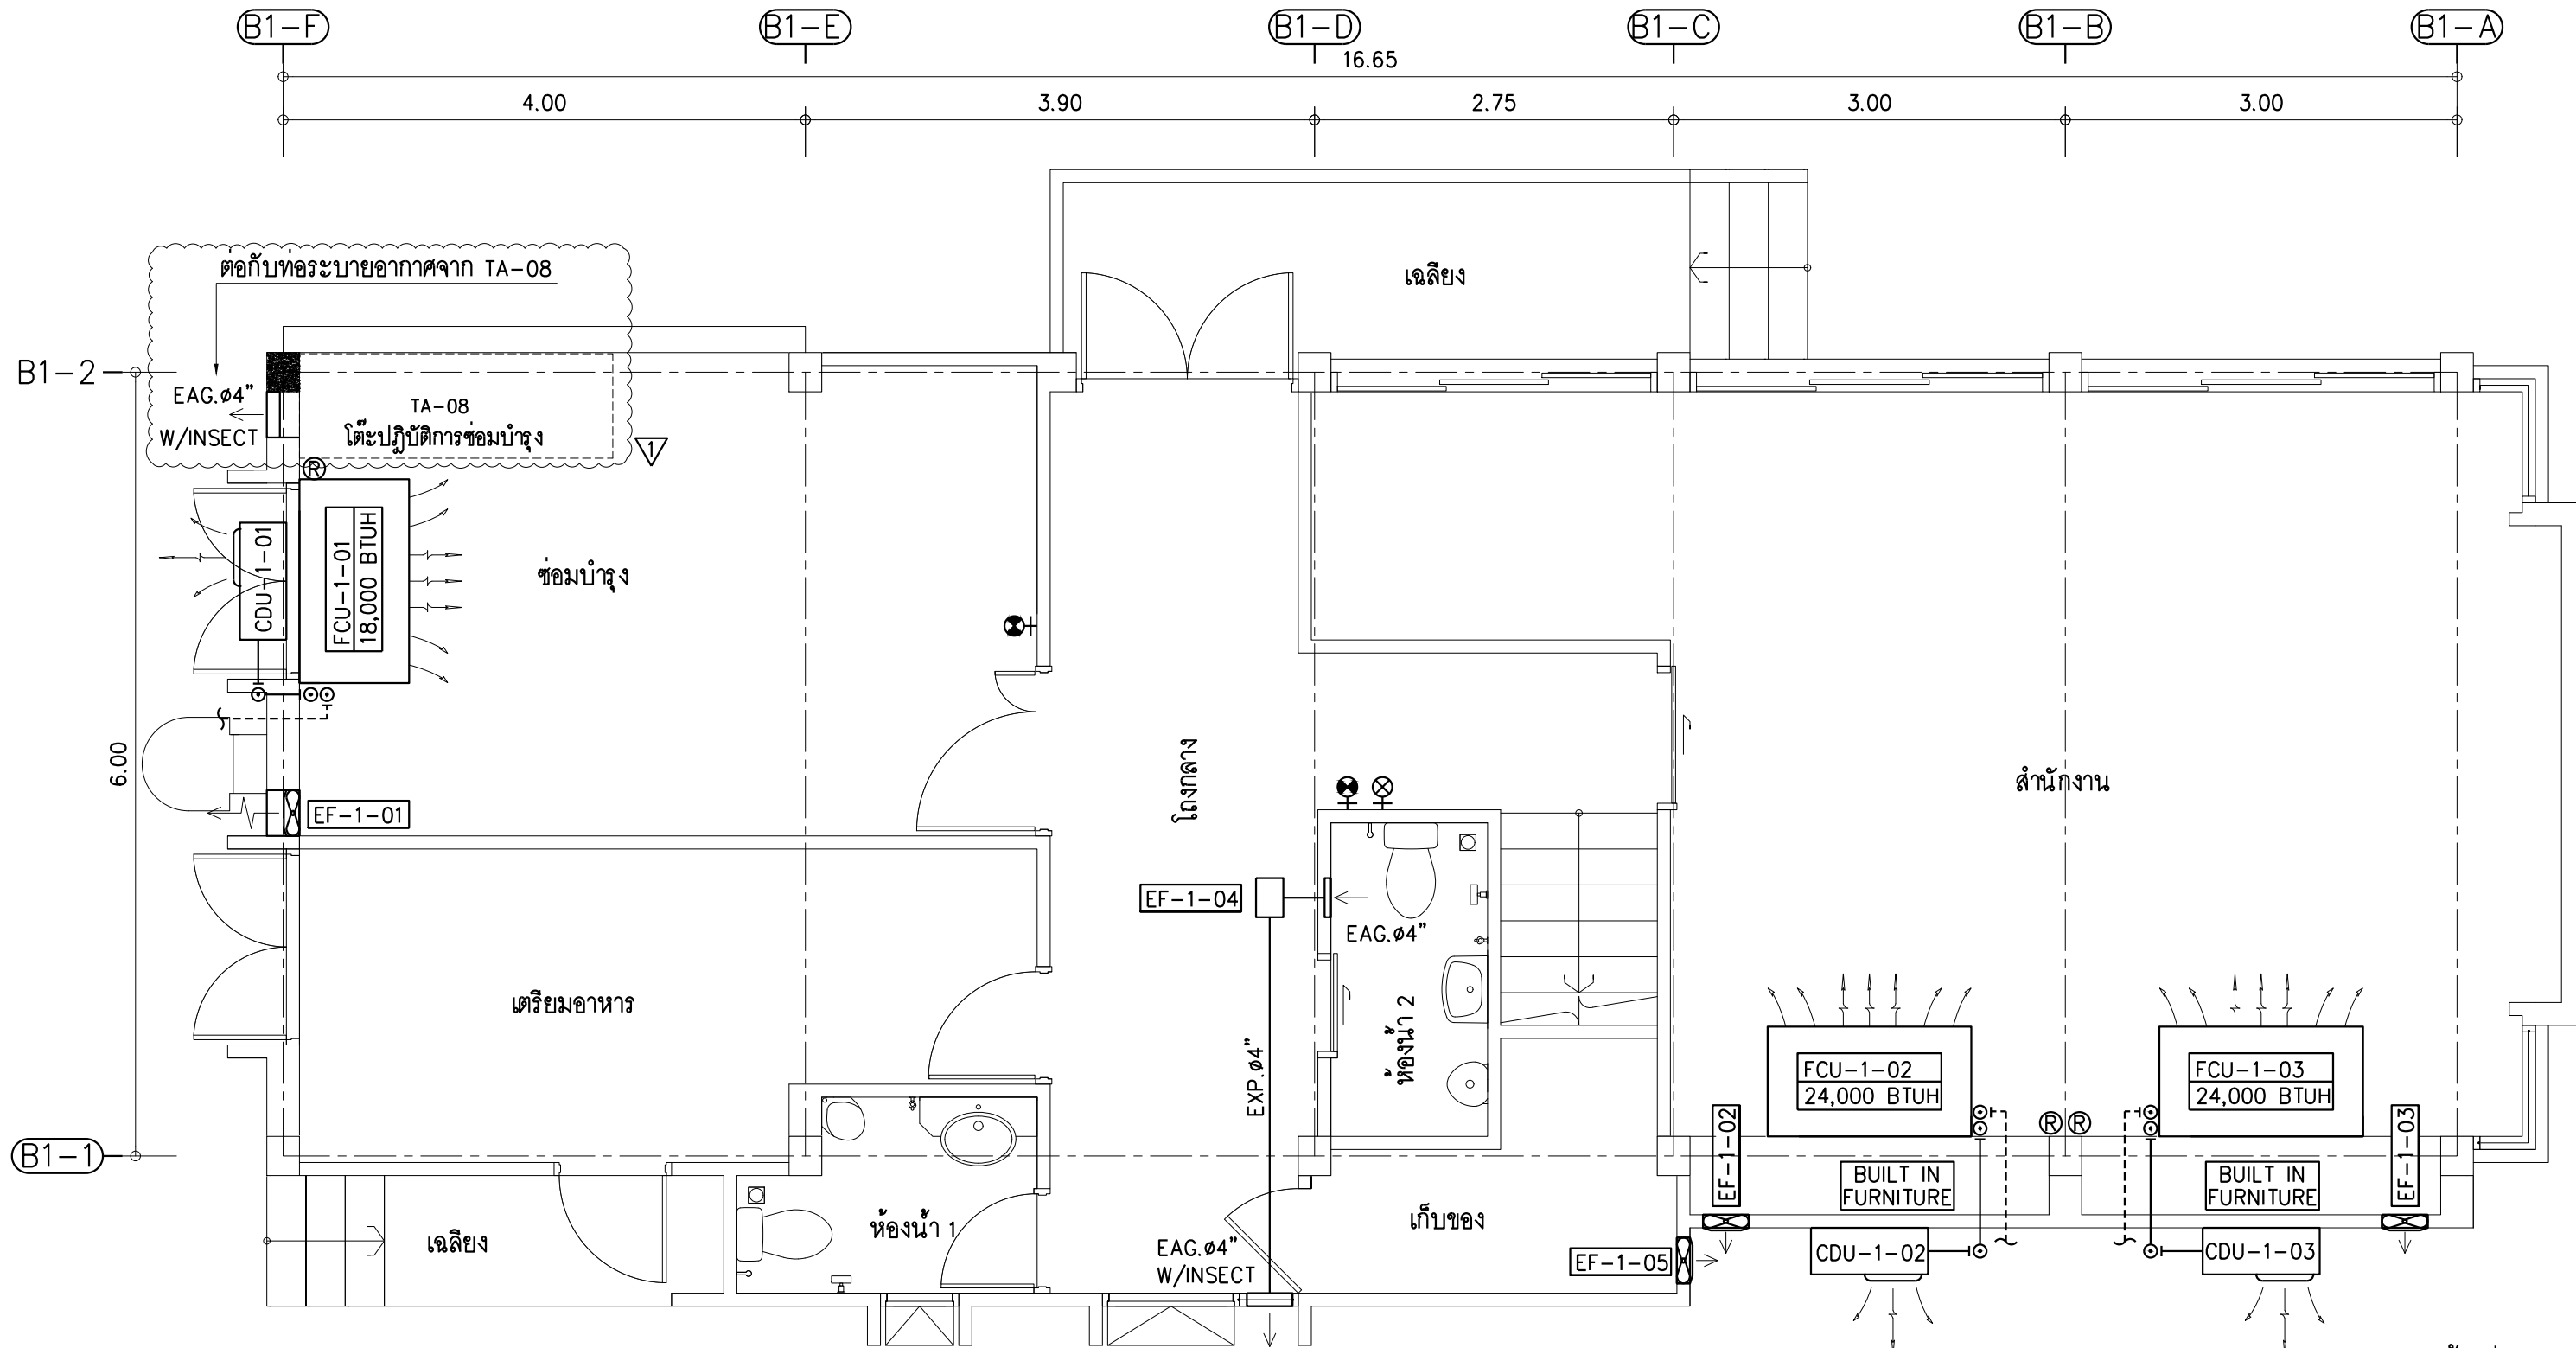 B1-F
B1-E
B1-D
B1-C
B1-B
B1-A
16.65
4.00
3.90
2.75
3.00
3.00
ต่อกับท่อระบายอากาศจาก TA-08
เฉลียง
B1-2
EAG.ø4"
W/INSECT
TA-08
โต๊ะปฏิบัติการซ่อมบำรุง
1
R
CDU-1-01
FCU-1-01
18,000 BTUH
ซ่อมบำรุง
6.00
EF-1-01
โถงกลาง
สำนักงาน
EF-1-04
EAG.ø4"
เตรียมอาหาร
ห้องน้ำ 2
EXP.ø4"
FCU-1-02
24,000 BTUH
FCU-1-03
24,000 BTUH
B1-1
EF-1-02
R R
EF-1-03
BUILT IN
FURNITURE
BUILT IN
FURNITURE
เฉลียง
ห้องน้ำ 1
เก็บของ
EAG.ø4"
W/INSECT
EF-1-05
CDU-1-02
CDU-1-03